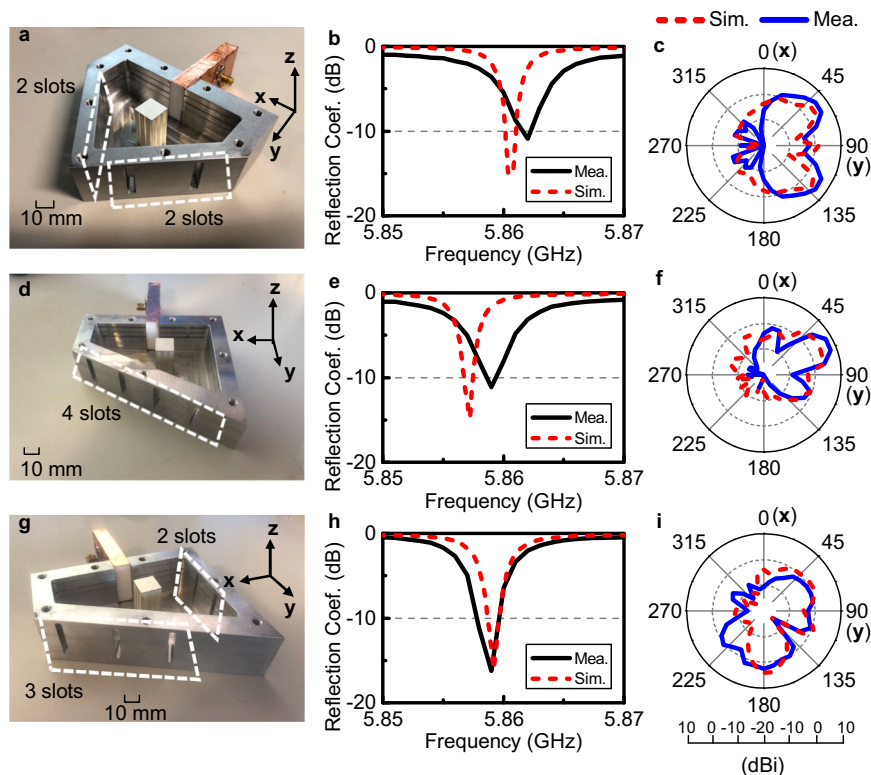 Sim. Mea.
a
2 slots
z
x
y
10 mm
2 slots
b
0
-10
-20
Reflection Coef. (dB)
Mea.
Sim.
5.85 5.86 5.87
Frequency (GHz)
c
0 (x)
315 45
270 90
(y)
225 135
180
d
z
x
y
4 slots
10 mm
e
0
-10
-20
Reflection Coef. (dB)
Mea.
Sim.
5.85 5.86 5.87
Frequency (GHz)
f
0 (x)
315 45
270 90
(y)
225 135
180
g
2 slots
z
x
y
3 slots
10 mm
h
0
-10
-20
Reflection Coef. (dB)
Mea.
Sim.
5.85 5.86 5.87
Frequency (GHz)
i
0 (x)
315 45
270 90
(y)
225 135
180
10 0 -10 -20 -10 0 10
(dBi)